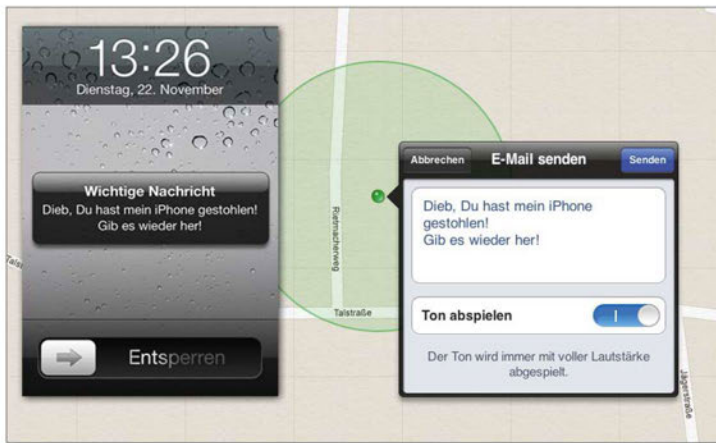 13:26
Dienstag, 22. November
Wichtige Nachricht
Dieb, Du hast mein iPhone gestohlen!
Gib es wieder her!
Entsperren
Rietmacherweg
Talstraße
Jägerstraße
Abbrechen
E-Mail senden
Senden
Dieb, Du hast mein iPhone
gestohlen!
Gib es wieder her!
Ton abspielen
Der Ton wird immer mit voller Lautstärke
abgespielt.